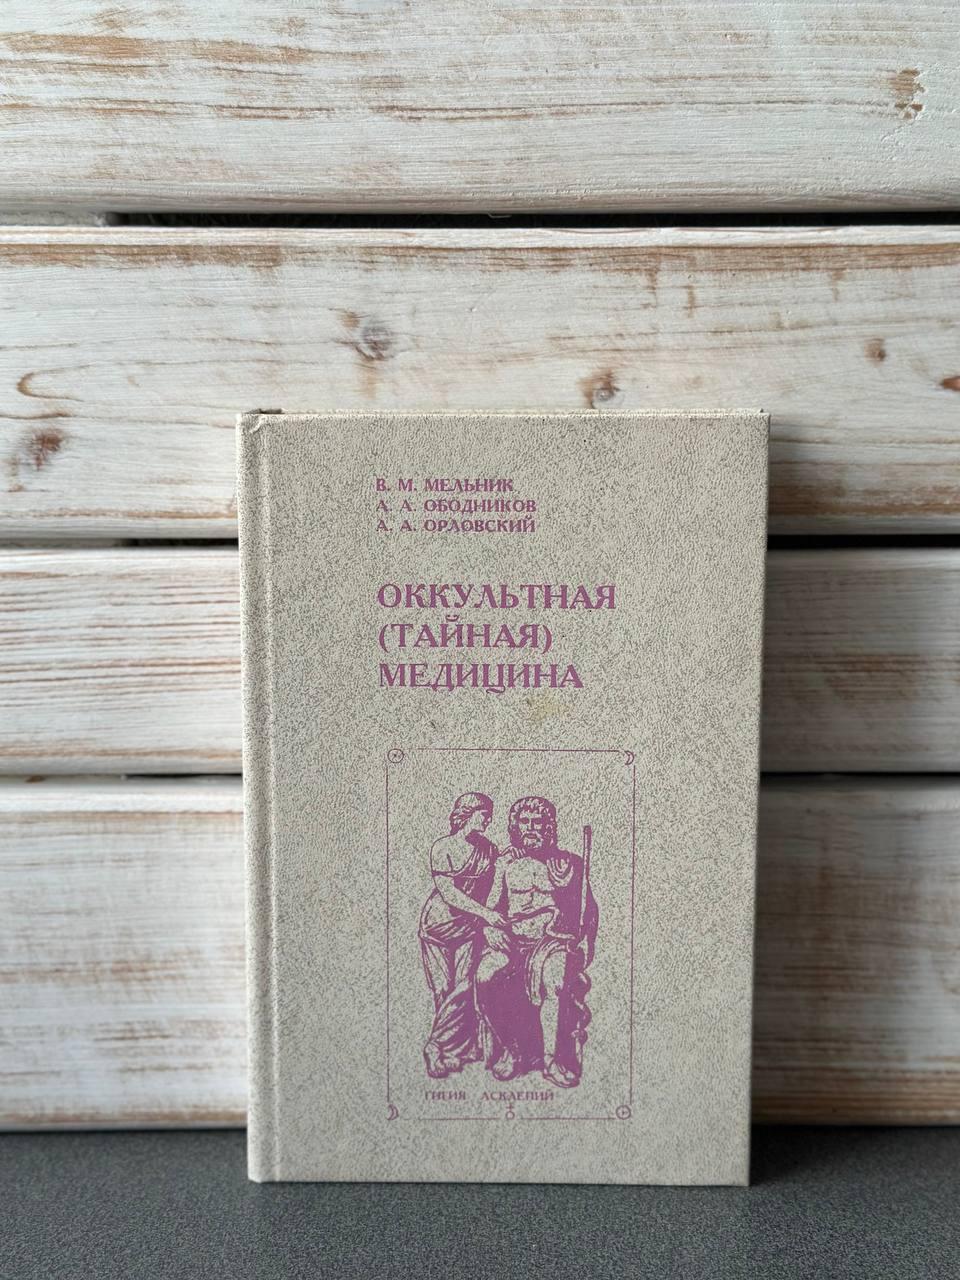 В. М. МЕЛЬНИК
А. А. ОБОДНИКОВ
А. А. ОРЛОВСКИЙ
ОККУЛЬТНАЯ
(ТАЙНАЯ)
МЕДИЦИНА
ГИГИЯ АСКЛЕПИЙ